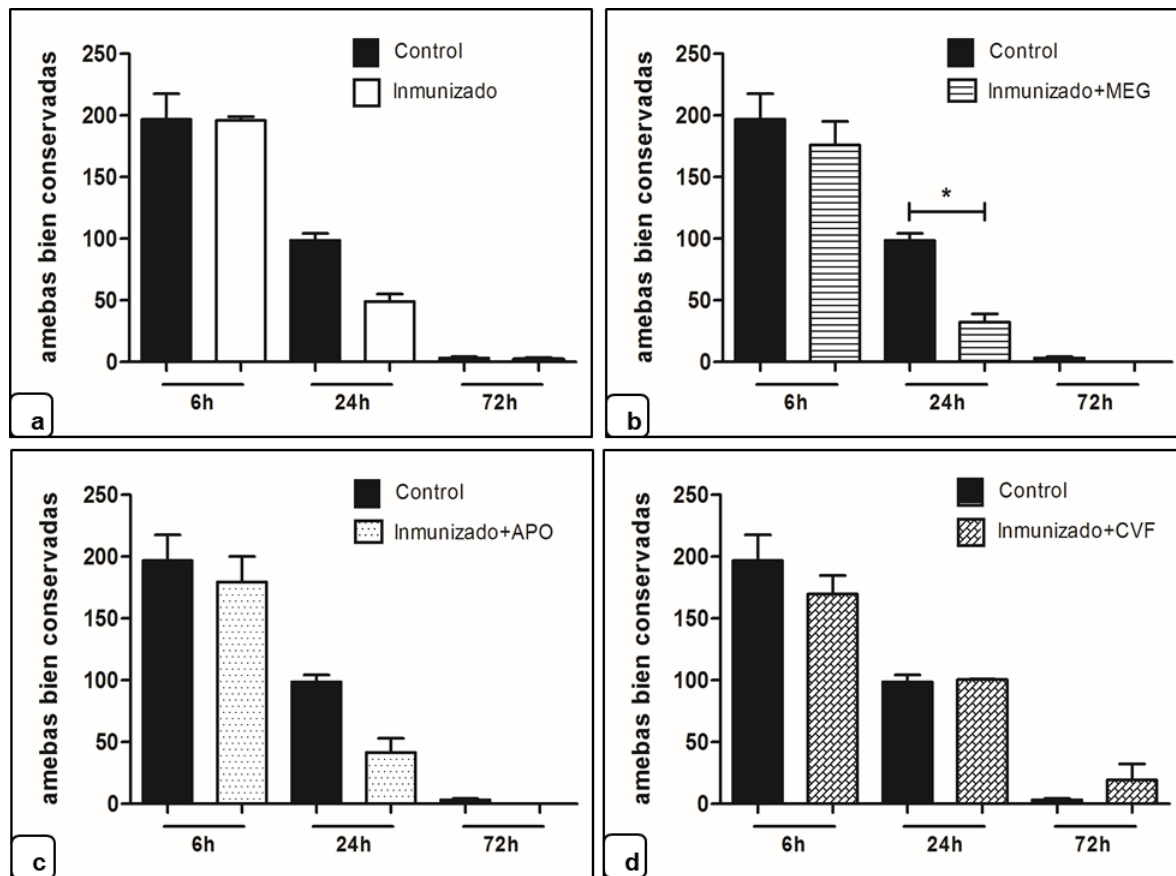 amebas bien conservadas
250
200
150
100
50
0
Control
Inmunizado
6h 24h 72h
a
amebas bien conservadas
250
200
150
100
50
0
Control
Inmunizado+MEG
*
6h 24h 72h
b
amebas bien conservadas
250
200
150
100
50
0
Control
Inmunizado+APO
6h 24h 72h
c
amebas bien conservadas
250
200
150
100
50
0
Control
Inmunizado+CVF
6h 24h 72h
d